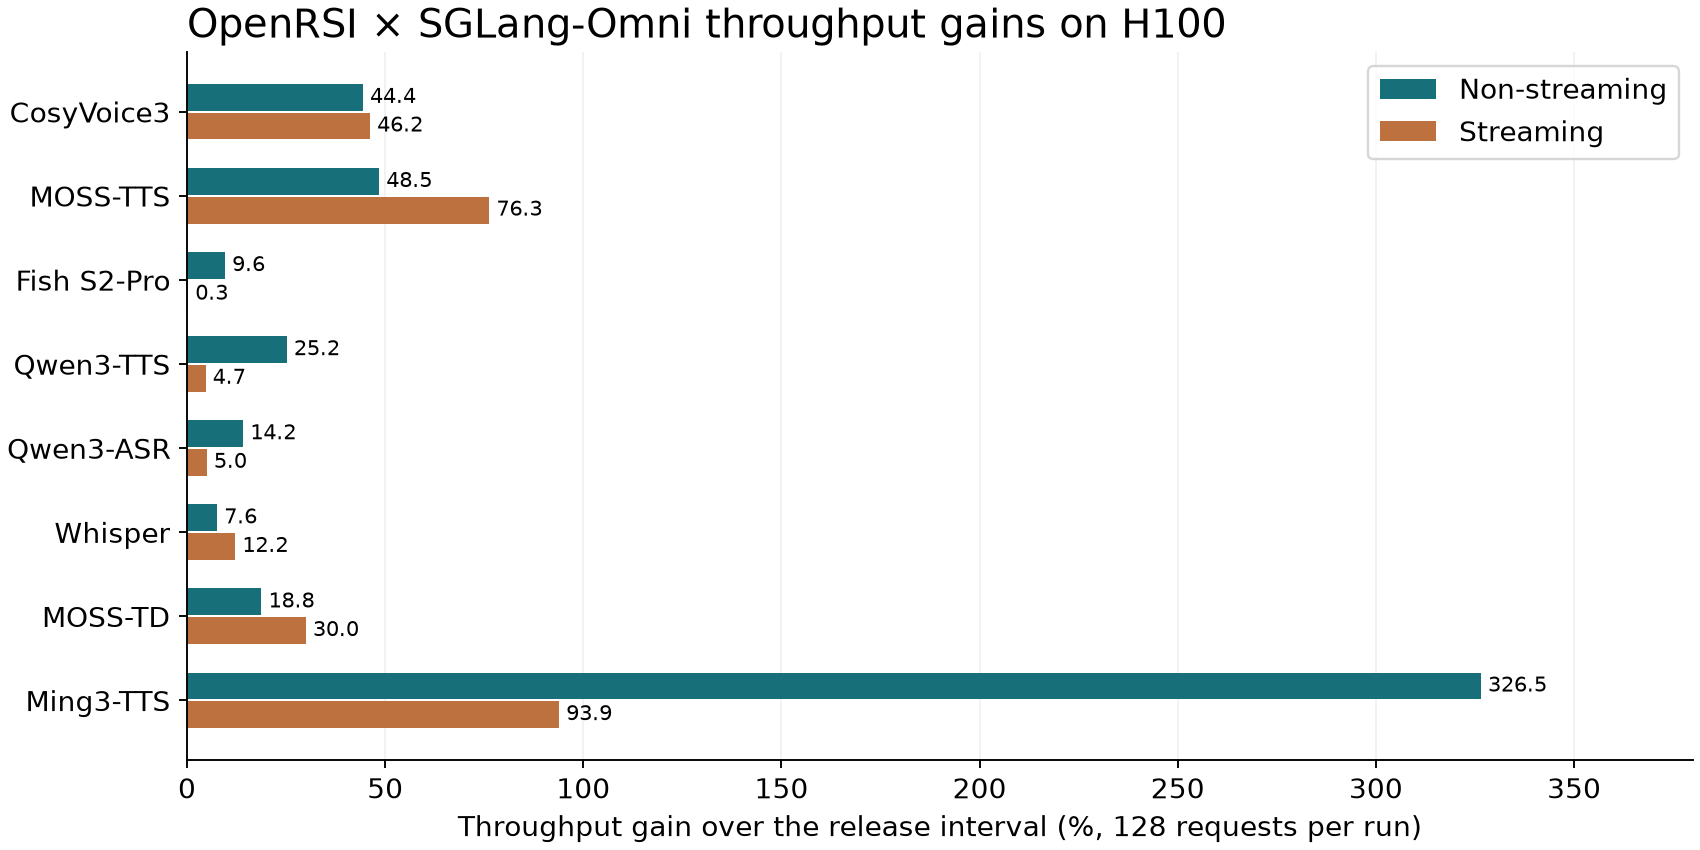 OpenRSI × SGLang-Omni throughput gains on H100
Non-streaming
Streaming
CosyVoice3
44.4
46.2
MOSS-TTS
48.5
76.3
Fish S2-Pro
9.6
0.3
Qwen3-TTS
25.2
4.7
Qwen3-ASR
14.2
5.0
Whisper
7.6
12.2
MOSS-TD
18.8
30.0
Ming3-TTS
326.5
93.9
0 50 100 150 200 250 300 350
Throughput gain over the release interval (%, 128 requests per run)